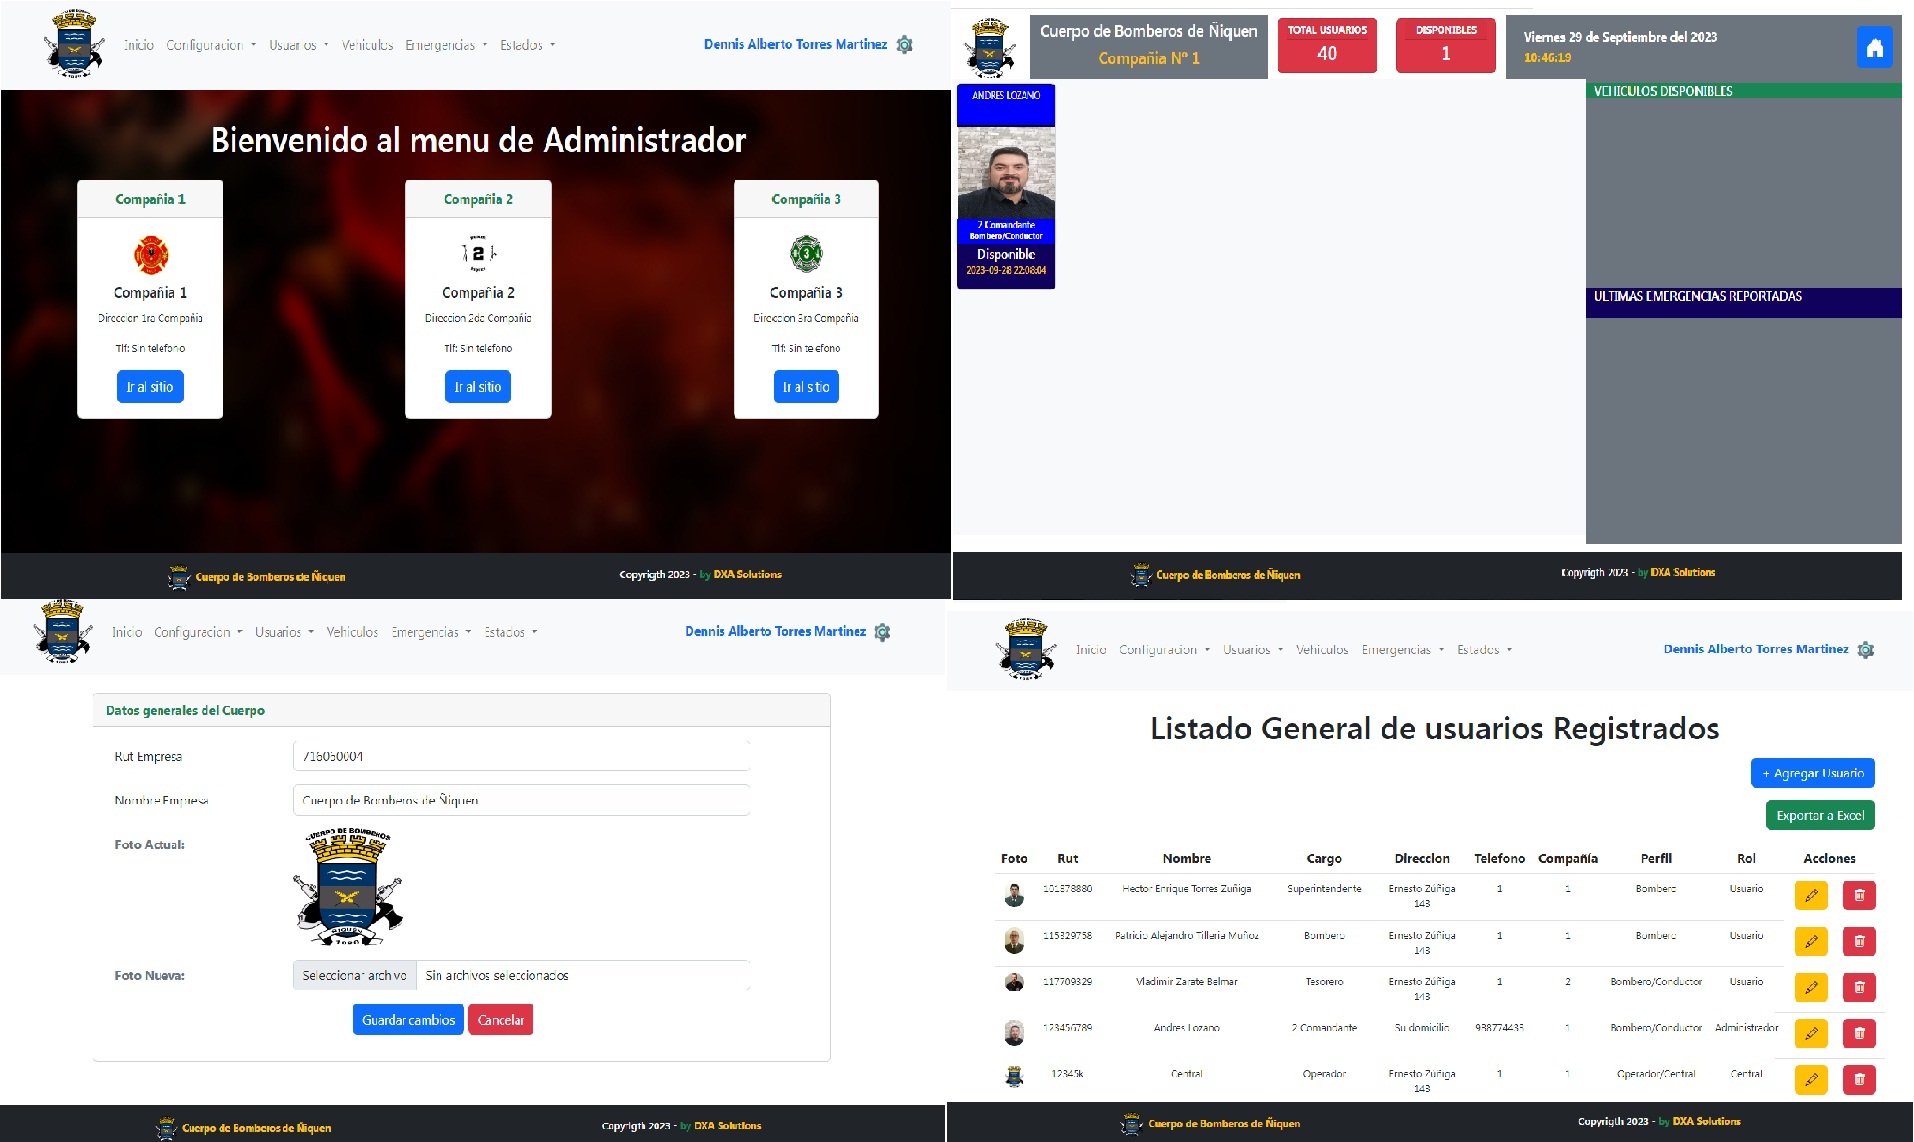 Inicio Configuracion Usuarios Vehiculos Emergencias Estados Dennis Alberto Torres Martinez
Bienvenido al menu de Administrador
Compañia 1 Compañia 2 Compañia 3
2 3
Compañia 1 Compañia 2 Compañia 3
Direccion 1ra Compañia Direccion 2da Compañia Direccion 3ra Compañia
Tlf: Sin telefono Tlf: Sin telefono Tlf: Sin telefono
Ir al sitio Ir al sitio Ir al sitio
Cuerpo de Bomberos de Ñiquen Copyrigth 2023 - by DXA Solutions
Cuerpo de Bomberos de Ñiquen
Compañia Nº 1
TOTAL USUARIOS
40
DISPONIBLES
1
Viernes 29 de Septiembre del 2023
10:46:19
ANDRES LOZANO
2 Comandante
Bombero/Conductor
Disponible
2023-09-28 22:08:04
VEHICULOS DISPONIBLES
ULTIMAS EMERGENCIAS REPORTADAS
Cuerpo de Bomberos de Ñiquen Copyrigth 2023 - by DXA Solutions
Inicio Configuracion Usuarios Vehiculos Emergencias Estados Dennis Alberto Torres Martinez
Datos generales del Cuerpo
Rut Empresa 716050004
Nombre Empresa Cuerpo de Bomberos de Ñiquen
Foto Actual:
CUERPO DE BOMBEROS
ÑIQUEN
Foto Nueva: Seleccionar archivo Sin archivos seleccionados
Guardar cambios Cancelar
Cuerpo de Bomberos de Ñiquen Copyrigth 2023 - by DXA Solutions
Inicio Configuracion Usuarios Vehiculos Emergencias Estados Dennis Alberto Torres Martinez
Listado General de usuarios Registrados
+ Agregar Usuario
Exportar a Excel
Foto Rut Nombre Cargo Direccion Telefono Compañía Perfil Rol Acciones
101878880 Hector Enrique Torres Zuñiga Superintendente Ernesto Zúñiga 1 1 Bombero Usuario
148
115329758 Patricio Alejandro Tilleria Muñoz Bombero Ernesto Zúñiga 1 1 Bombero Usuario
148
117709329 Vladimir Zarate Belmar Tesorero Ernesto Zúñiga 1 2 Bombero/Conductor Usuario
148
123456789 Andres Lozano 2 Comandante Su domicilio 988774435 1 Bombero/Conductor Administrador
12345k Central Operador Ernesto Zúñiga 1 1 Operador/Central Central
148
Cuerpo de Bomberos de Ñiquen Copyrigth 2023 - by DXA Solutions